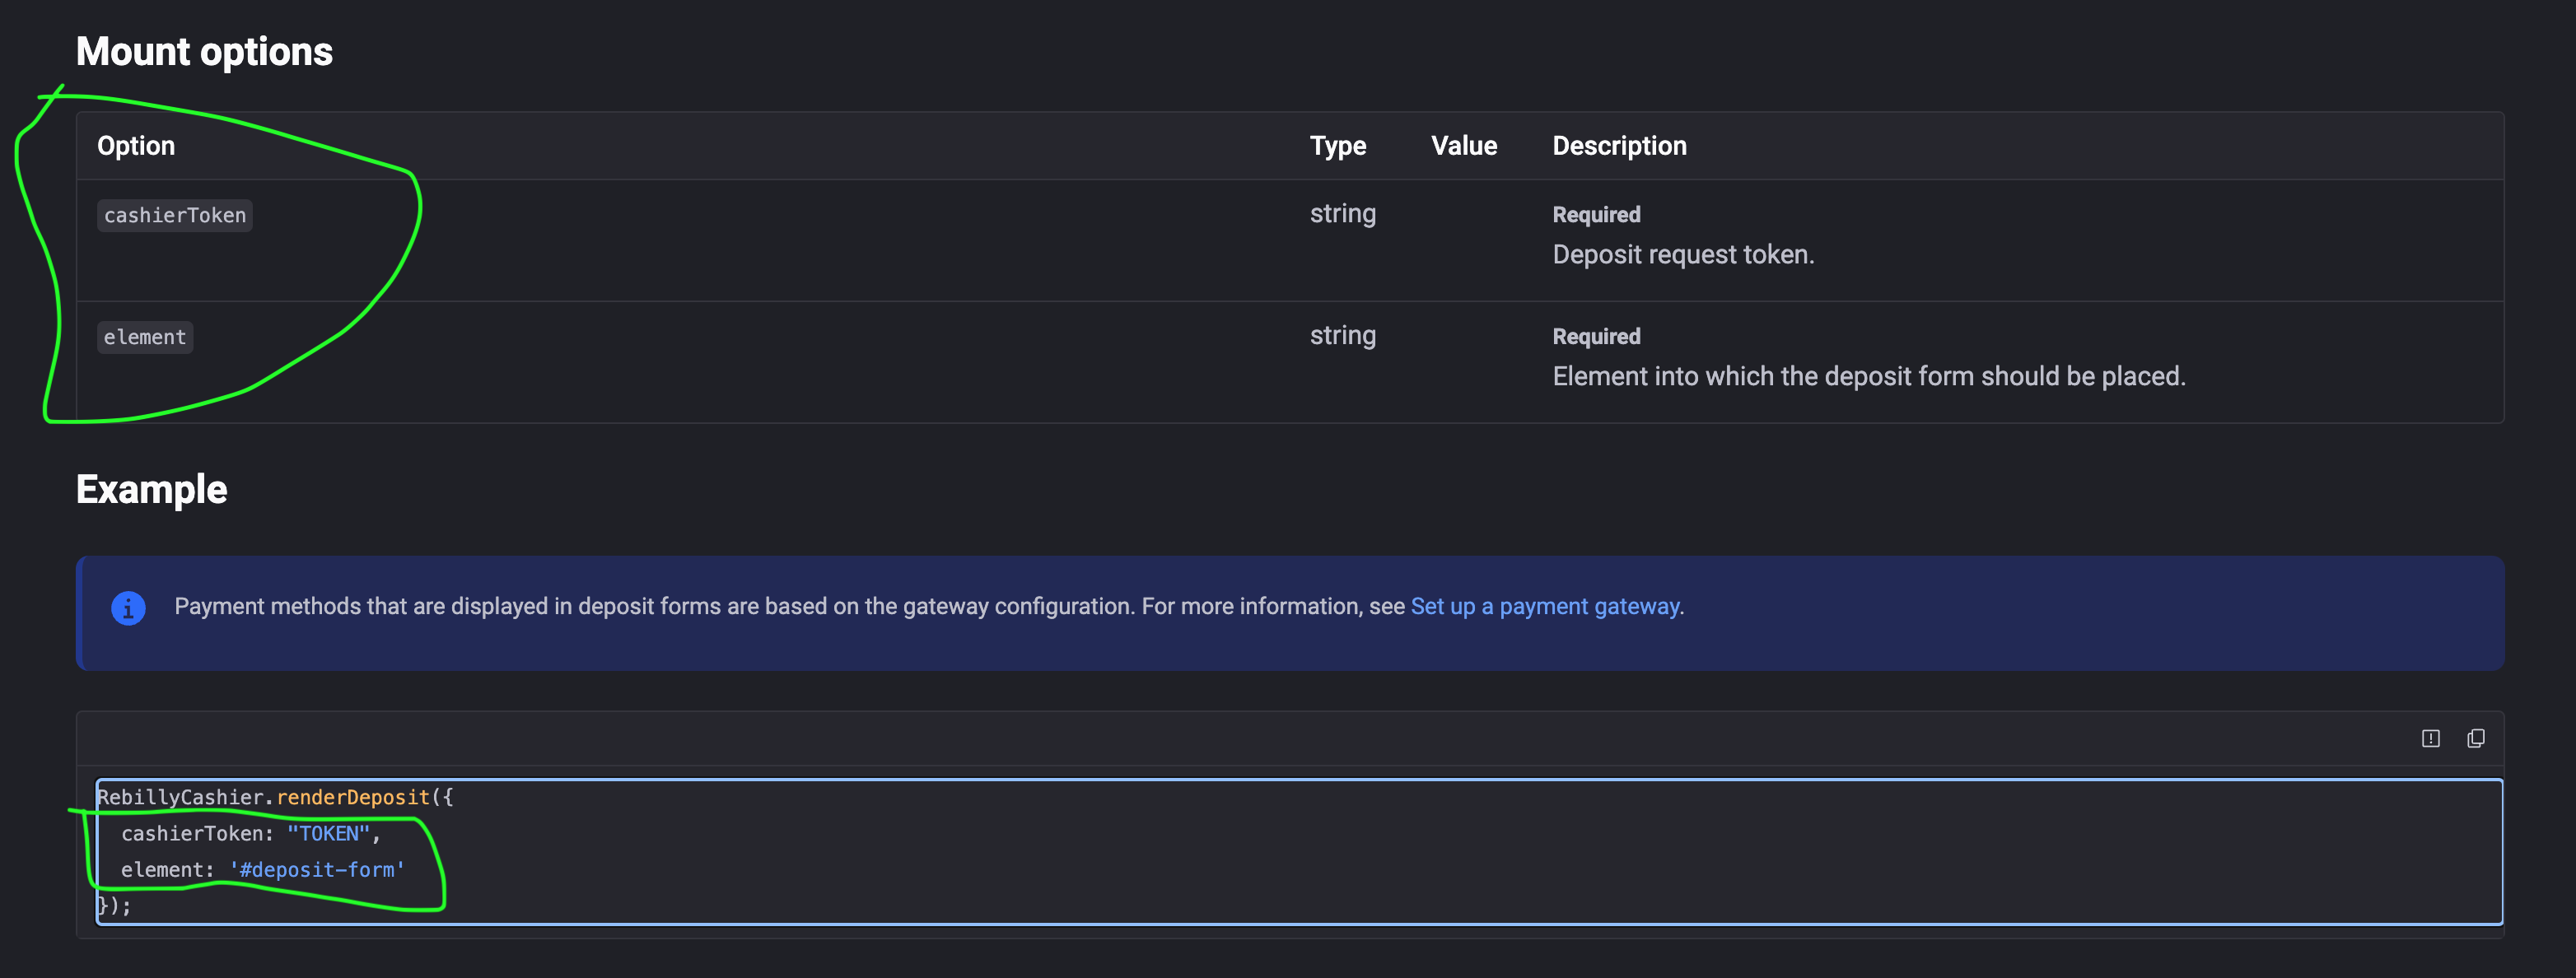 Mount options
Option Type Value Description
cashierToken string Required
Deposit request token.
element string Required
Element into which the deposit form should be placed.
Example
Payment methods that are displayed in deposit forms are based on the gateway configuration. For more information, see Set up a payment gateway.
RebillyCashier.renderDeposit({
  cashierToken: "TOKEN",
  element: '#deposit-form'
});